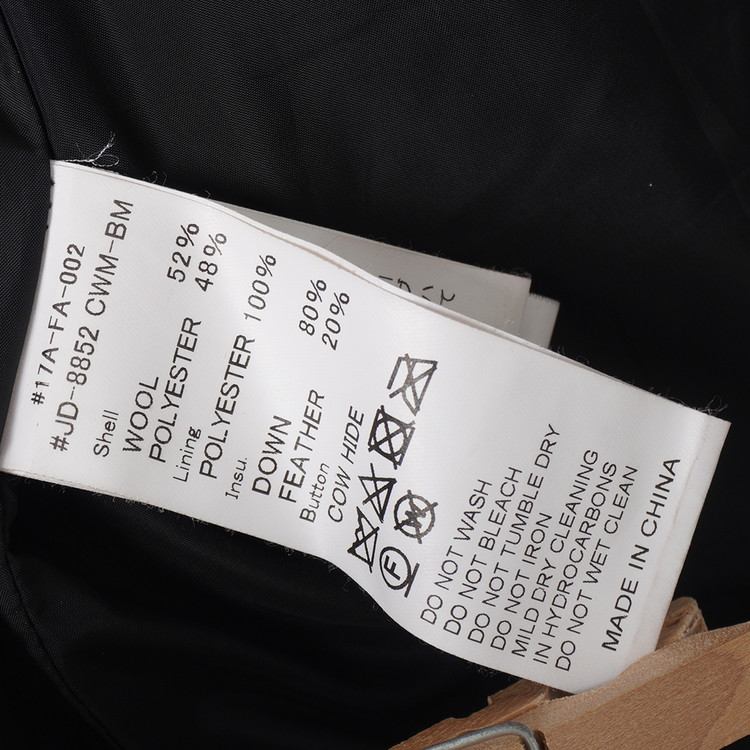 #17A-FA-002
#JD-8852 CWM-BM
Shell
WOOL 52%
POLYESTER 48%
Lining
POLYESTER 100%
Insu.
DOWN 80%
FEATHER 20%
Button
COW HIDE
F
W
DO NOT WASH
DO NOT BLEACH
DO NOT TUMBLE DRY
DO NOT IRON
MILD DRY CLEANING
IN HYDROCARBONS
DO NOT WET CLEAN
MADE IN CHINA